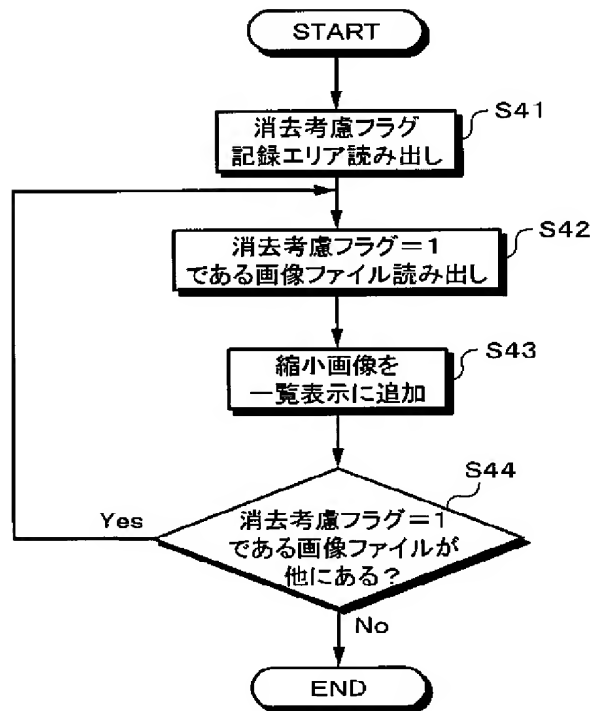 START
S41
消去考慮フラグ
記録エリア読み出し
S42
消去考慮フラグ=1
である画像ファイル読み出し
S43
縮小画像を
一覧表示に追加
S44
Yes
消去考慮フラグ=1
である画像ファイルが
他にある?
No
END